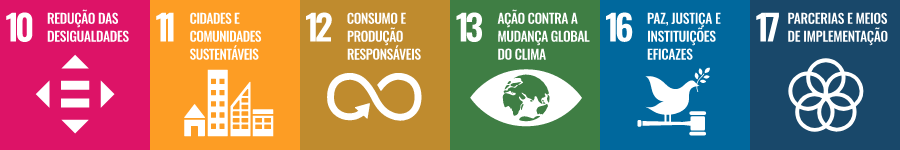 10 REDUÇÃO DAS
DESIGUALDADES
11 CIDADES E
COMUNIDADES
SUSTENTÁVEIS
12 CONSUMO E
PRODUÇÃO
RESPONSÁVEIS
13 AÇÃO CONTRA A
MUDANÇA GLOBAL
DO CLIMA
16 PAZ, JUSTIÇA E
INSTITUIÇÕES
EFICAZES
17 PARCERIAS E MEIOS
DE IMPLEMENTAÇÃO